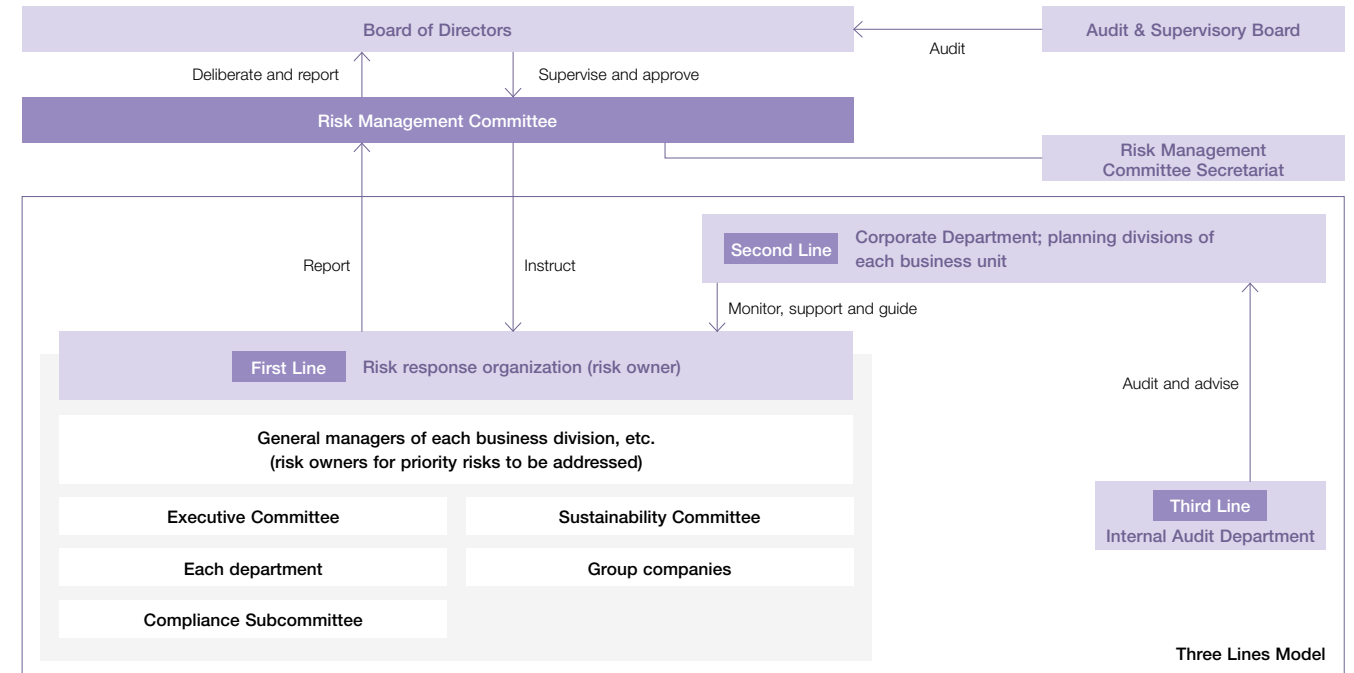 Board of Directors
Audit & Supervisory Board
Audit
Deliberate and report
Supervise and approve
Risk Management Committee
Risk Management
Committee Secretariat
Second Line
Corporate Department; planning divisions of
each business unit
Report
Instruct
Monitor, support and guide
First Line
Risk response organization (risk owner)
Audit and advise
General managers of each business division, etc.
(risk owners for priority risks to be addressed)
Executive Committee
Sustainability Committee
Third Line
Internal Audit Department
Each department
Group companies
Compliance Subcommittee
Three Lines Model